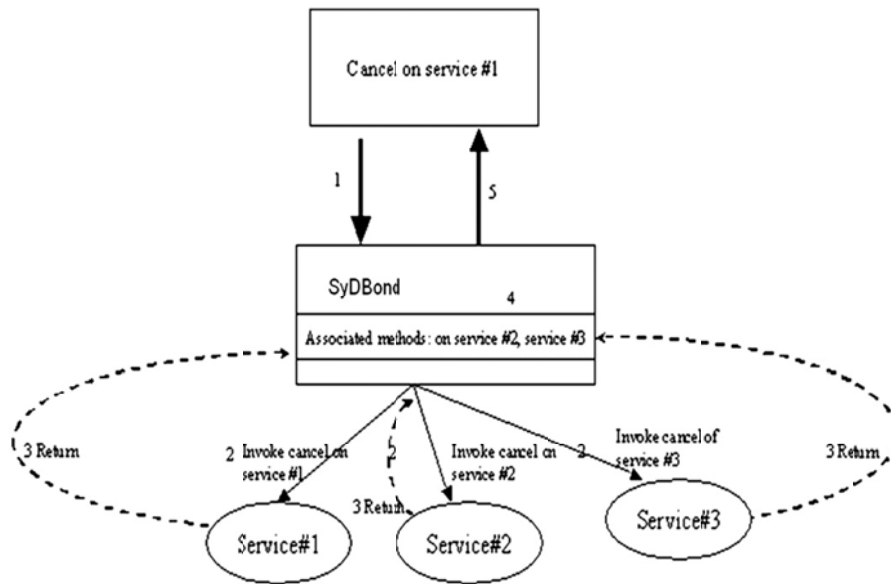 Cancel on service #1
1
5
SyDBond
4
Associated methods: on service #2, service #3
2 Invoke cancel on
service #1
2
Invoke cancel on
service #2
2
Invoke cancel of
service #3
3 Return
3 Return
3 Return
Service#1
Service#2
Service#3